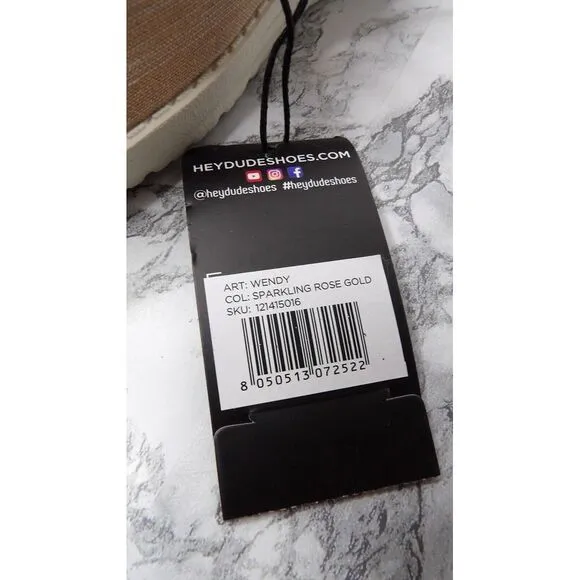 HEYDUDESHOES.COM
@heydudeshoes #heydudeshoes
ART: WENDY
COL: SPARKLING ROSE GOLD
SKU: 121415016
8 050513 072522